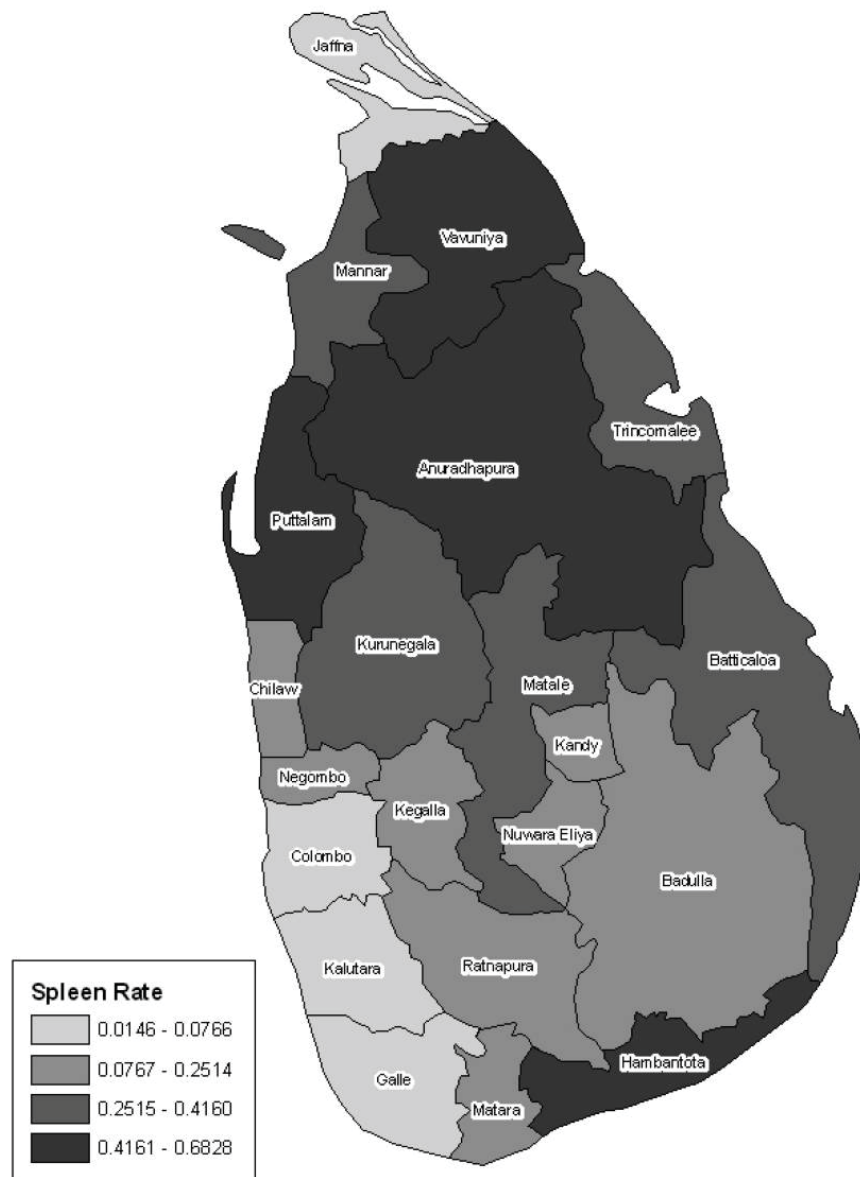 Jaffna
Vavuniya
Mannar
Trincomalee
Anuradhapura
Puttalam
Kurunegala
Batticaloa
Chilaw
Matale
Kandy
Negombo
Kegalla
Nuwara Eliya
Colombo
Badulla
Kalutara
Ratnapura
Hambantota
Galle
Matara
Spleen Rate
0.0146 - 0.0766
0.0767 - 0.2514
0.2515 - 0.4160
0.4161 - 0.6828